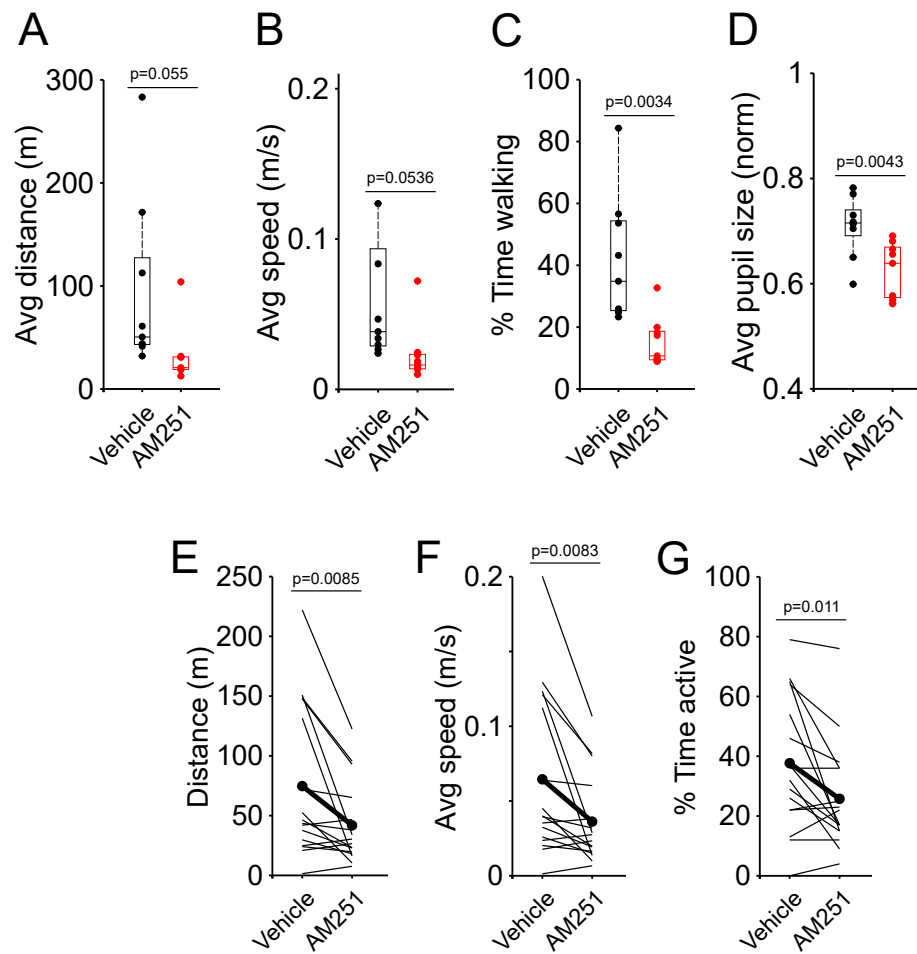 A
Avg distance (m)
300
200
100
0
p=0.055
Vehicle
AM251
B
Avg speed (m/s)
0.2
0.1
0
p=0.0536
Vehicle
AM251
C
% Time walking
100
80
60
40
20
0
p=0.0034
Vehicle
AM251
D
Avg pupil size (norm)
1
0.8
0.6
0.4
p=0.0043
Vehicle
AM251
E
Distance (m)
250
200
150
100
50
0
p=0.0085
Vehicle
AM251
F
Avg speed (m/s)
0.2
0.1
0
p=0.0083
Vehicle
AM251
G
% Time active
100
80
60
40
20
0
p=0.011
Vehicle
AM251